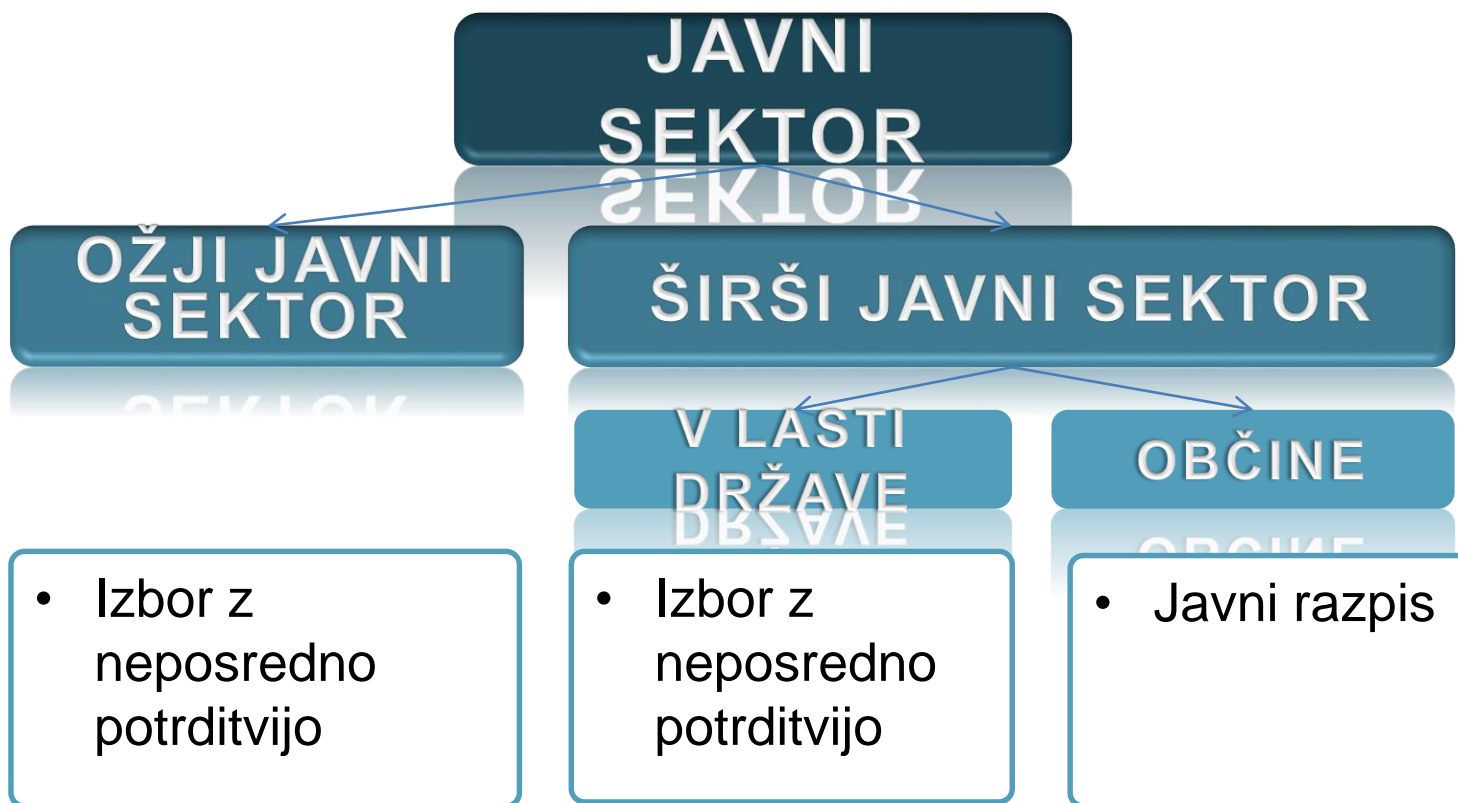 JAVNI
SEKTOR
OŽJI JAVNI
SEKTOR
ŠIRŠI JAVNI SEKTOR
V LASTI
DRŽAVE
OBČINE
• Izbor z
neposredno
potrditvijo
• Izbor z
neposredno
potrditvijo
• Javni razpis